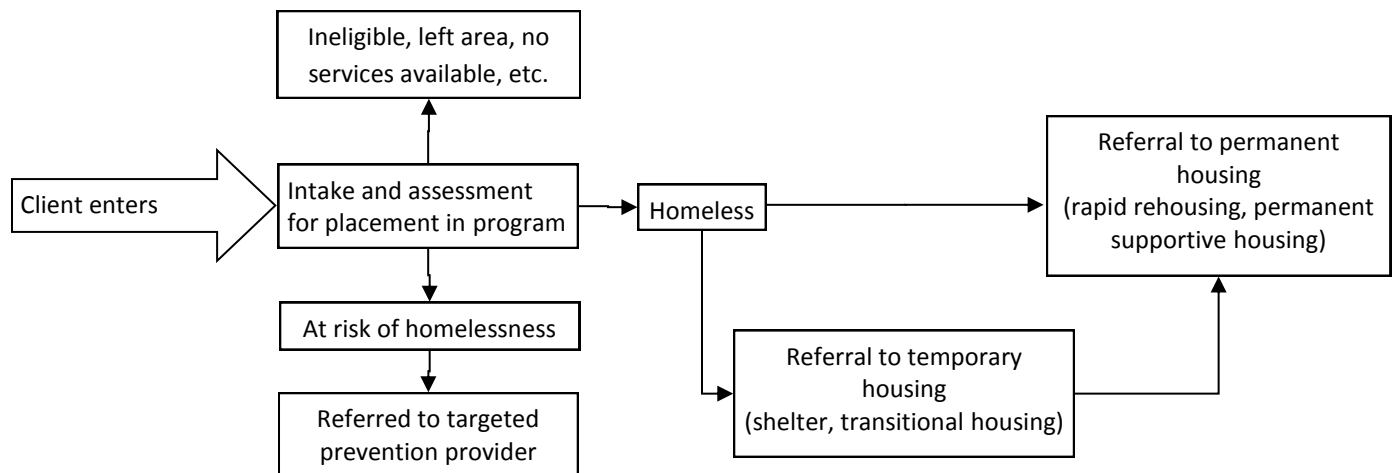 Ineligible, left area, no
services available, etc.
Client enters
Intake and assessment
for placement in program
Homeless
Referral to permanent
housing
(rapid rehousing, permanent
supportive housing)
At risk of homelessness
Referral to temporary
housing
(shelter, transitional housing)
Referred to targeted
prevention provider